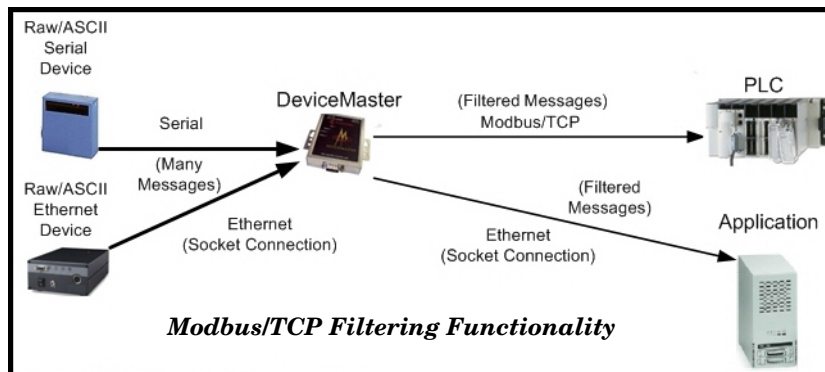 Raw/ASCII
Serial
Device
Serial
(Many
Messages)
Raw/ASCII
Ethernet
Device
Ethernet
(Socket Connection)
DeviceMaster
(Filtered Messages)
Modbus/TCP
PLC
(Filtered
Messages)
Ethernet
(Socket Connection)
Application
Modbus/TCP Filtering Functionality